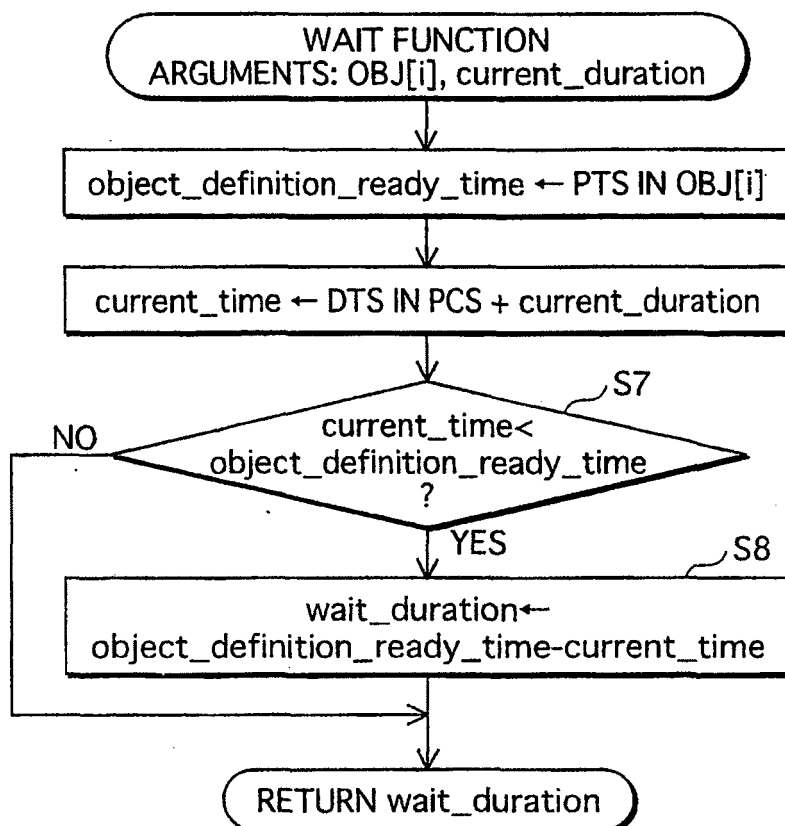 WAIT FUNCTION
ARGUMENTS: OBJ[i], current_duration
object_definition_ready_time ← PTS IN OBJ[i]
current_time ← DTS IN PCS + current_duration
S7
NO
current_time<
object_definition_ready_time
?
YES
S8
wait_duration←
object_definition_ready_time-current_time
RETURN wait_duration